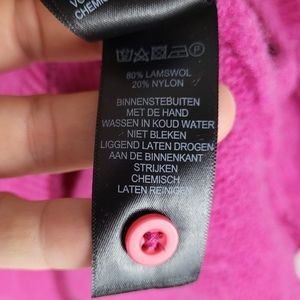 CHEMISCH
80% LAMSWOL
20% NYLON
BINNENSTEBUITEN
MET DE HAND
WASSEN IN KOUD WATER
NIET BLEKEN
LIGGEND LATEN DROGEN
AAN DE BINNENKANT
STRIJKEN
CHEMISCH
LATEN REINIGEN